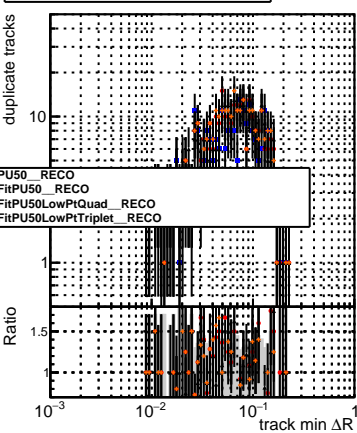 duplicate tracks
10
PU50__RECO
FitPU50__RECO
FitPU50LowPtQuad__RECO
FitPU50LowPtTriplet__RECO
1
Ratio
1.5
1
10⁻³ 10⁻² 10⁻¹ 1
track min ΔR